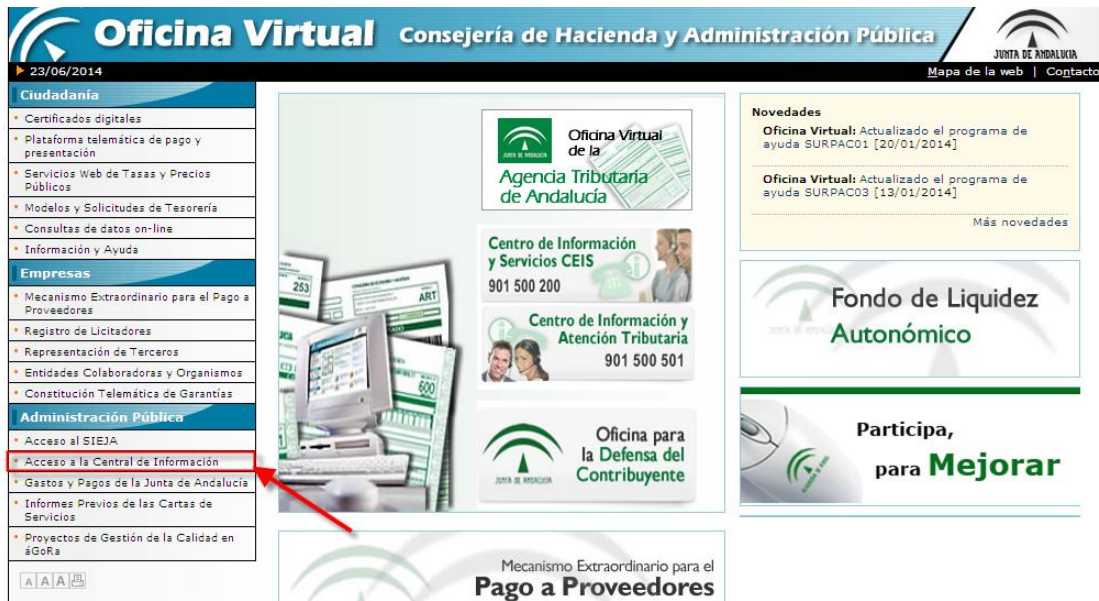 Oficina Virtual Consejería de Hacienda y Administración Pública
JUNTA DE ANDALUCIA
23/06/2014
Mapa de la web | Contacto
Ciudadanía
Certificados digitales
Plataforma telemática de pago y
presentación
Servicios Web de Tasas y Precios
Públicos
Modelos y Solicitudes de Tesorería
Consultas de datos on-line
Información y Ayuda
Empresas
Mecanismo Extraordinario para el Pago a
Proveedores
Registro de Licitadores
Representación de Terceros
Entidades Colaboradoras y Organismos
Constitución Telemática de Garantías
Administración Pública
Acceso al SIEJA
Acceso a la Central de Información
Gastos y Pagos de la Junta de Andalucía
Informes Previos de las Cartas de
Servicios
Proyectos de Gestión de la Calidad en
áGoRa
A A A
253
ART
600
JUNTA DE ANDALUCIA
Oficina Virtual
de la
Agencia Tributaria
de Andalucía
Centro de Información
y Servicios CEIS
901 500 200
Centro de Información y
Atención Tributaria
901 500 501
JUNTA DE ANDALUCIA
Oficina para
la Defensa del
Contribuyente
Mecanismo Extraordinario para el
Pago a Proveedores
Novedades
Oficina Virtual: Actualizado el programa de
ayuda SURPAC01 [20/01/2014]
Oficina Virtual: Actualizado el programa de
ayuda SURPAC03 [13/01/2014]
Más novedades
Fondo de Liquidez
Autonómico
Participa,
para Mejorar